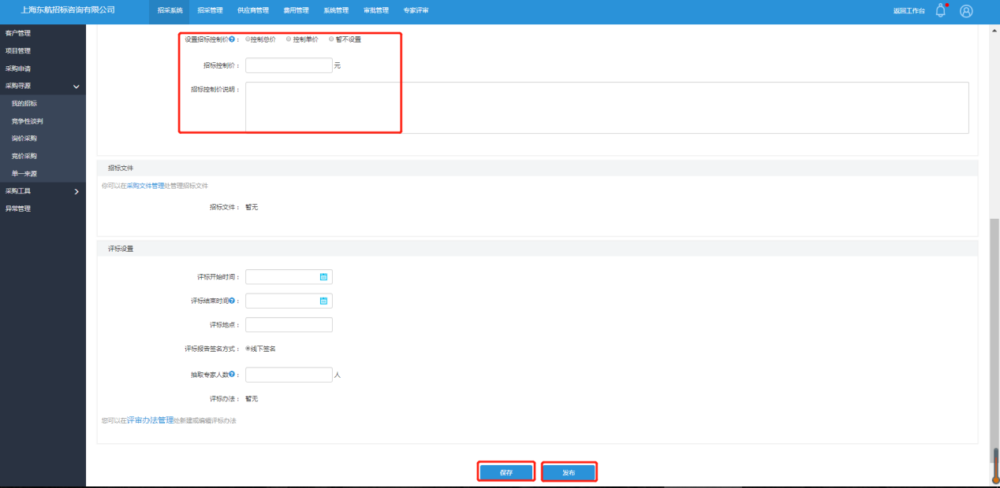 上海东航招标咨询有限公司
招采系统 招采管理 供应商管理 费用管理 系统管理 审批管理 专家评审 返回工作台
客户管理
项目管理
采购申请
采购寻源
我的招标
竞争性谈判
询价采购
竞价采购
单一来源
采购工具
异常管理
设置招标控制价?: 控制总价 控制单价 暂不设置
招标控制价: 元
招标控制价说明:
招标文件
你可以在采购文件管理处管理招标文件
招标文件: 暂无
评标设置
评标开始时间:
评标结束时间?:
评标地点:
评标报告签名方式: 线下签名
抽取专家人数?: 人
评标办法: 暂无
您可以在评审办法管理处新建或编辑评标办法
保存 发布